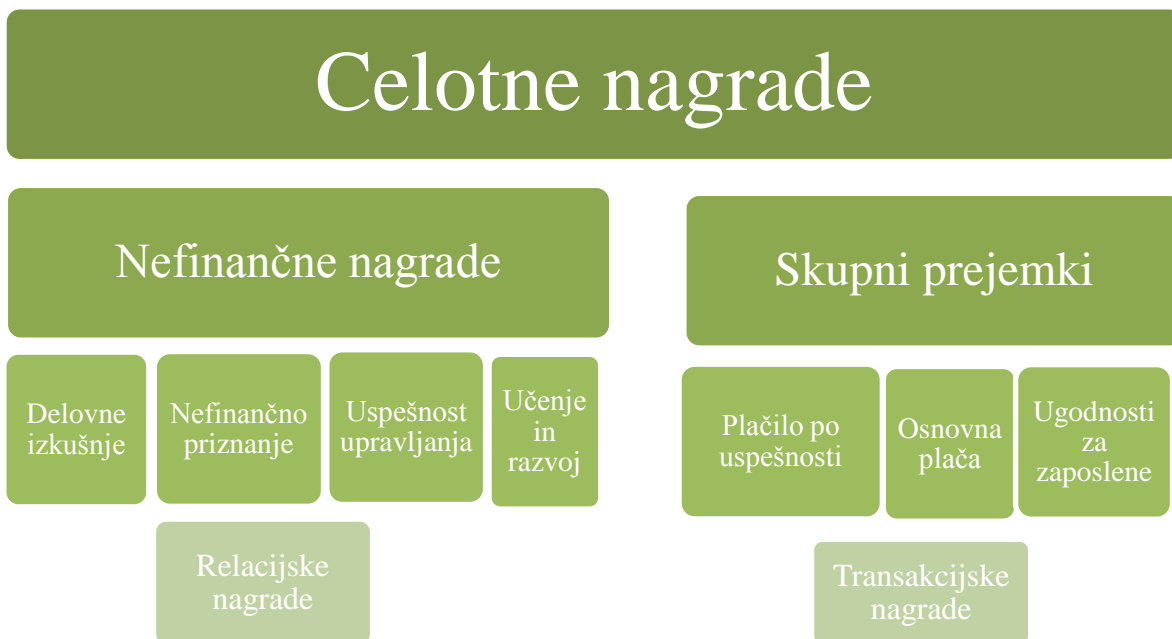 Celotne nagrade
Nefinančne nagrade
Skupni prejemki
Delovne
izkušnje
Nefinančno
priznanje
Uspešnost
upravljanja
Učenje
in
razvoj
Plačilo po
uspešnosti
Osnovna
plača
Ugodnosti
za
zaposlene
Relacijske
nagrade
Transakcijske
nagrade